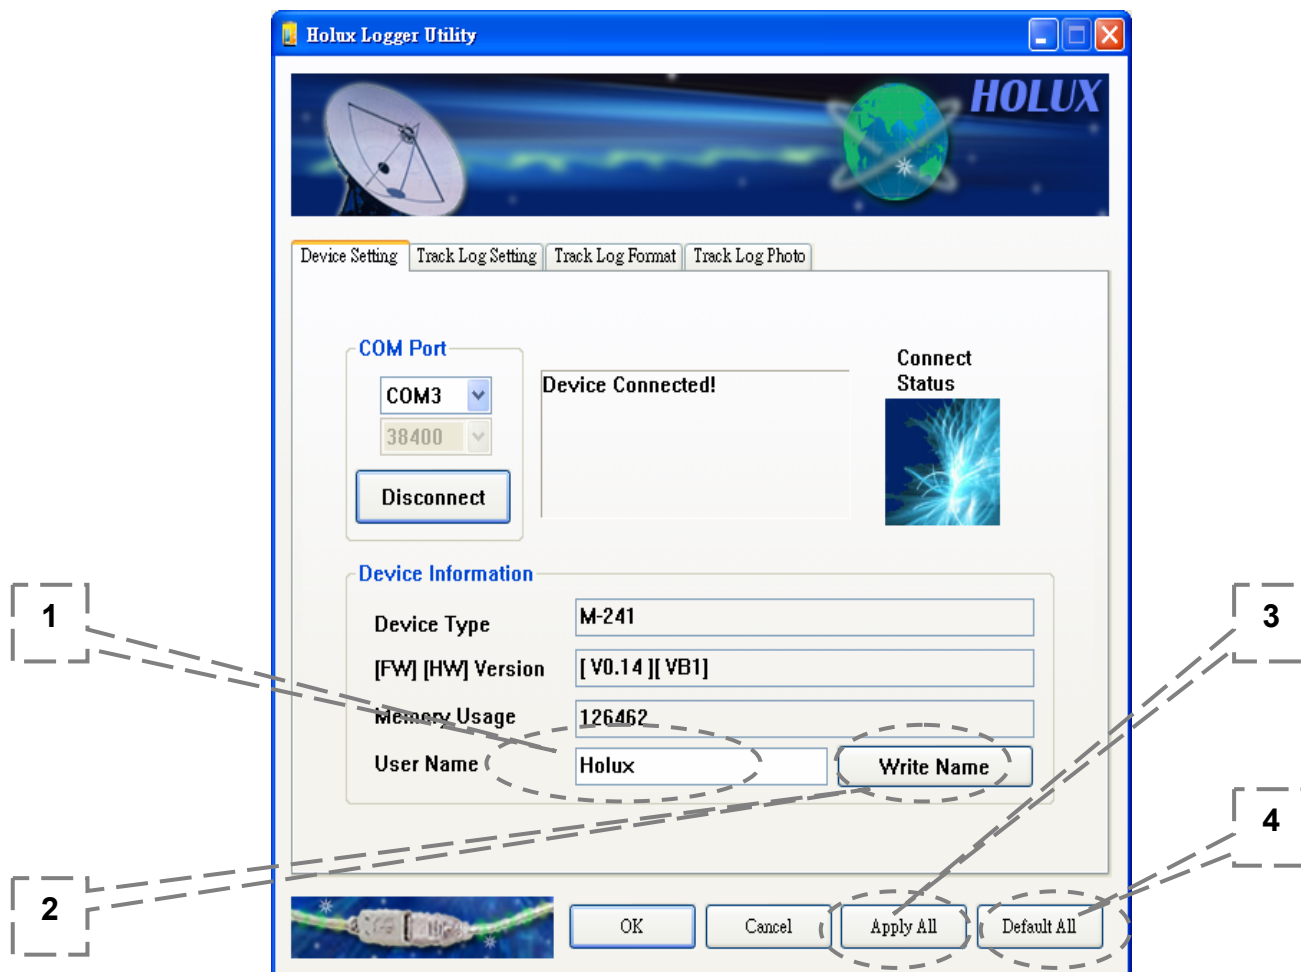 Holux Logger Utility
HOLUX
Device Setting Track Log Setting Track Log Format Track Log Photo
COM Port
COM3
38400
Disconnect
Device Connected!
Connect
Status
Device Information
Device Type M-241
[FW] [HW] Version [ V0.14 ][ VB1]
Memory Usage 126462
User Name Holux Write Name
1
2
3
4
OK Cancel Apply All Default All